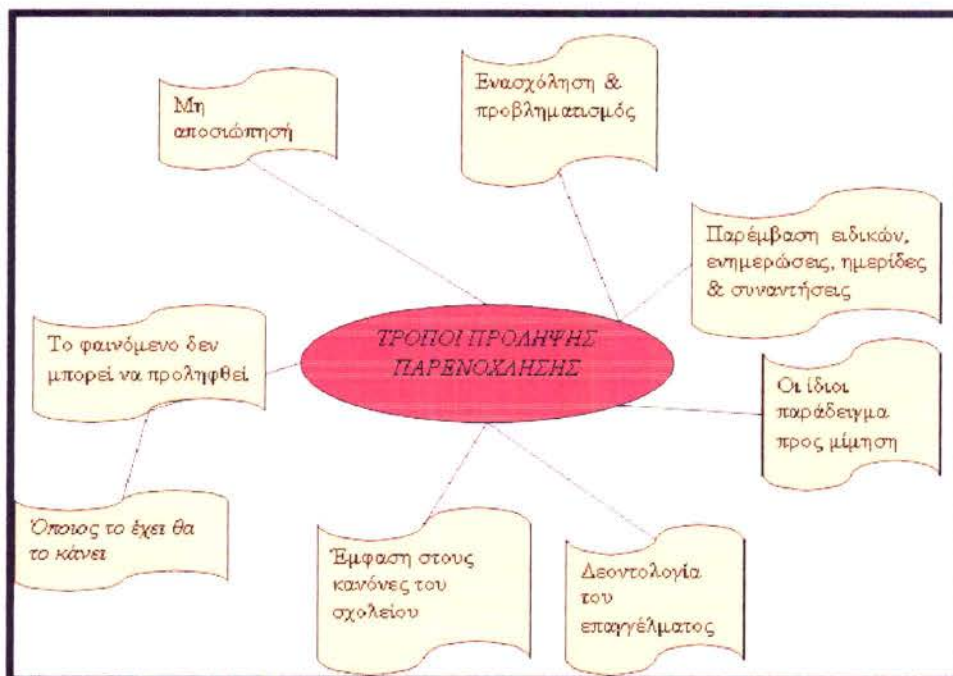 Μη
αποσιώπησή
Ενασχόληση &
προβληματισμός
Παρέμβαση ειδικών,
ενημερώσεις, ημερίδες
& συναντήσεις
ΤΡΟΠΟΙ ΠΡΟΛΗΨΗΣ
ΠΑΡΕΝΟΧΛΗΣΗΣ
Το φαινόμενο δεν
μπορεί να προληφθεί
Οι ίδιοι
παράδειγμα
προς μίμηση
Όποιος το έχει θα
το κάνει
Έμφαση στους
κανόνες του
σχολείου
Δεοντολογία
του
επαγγέλματος